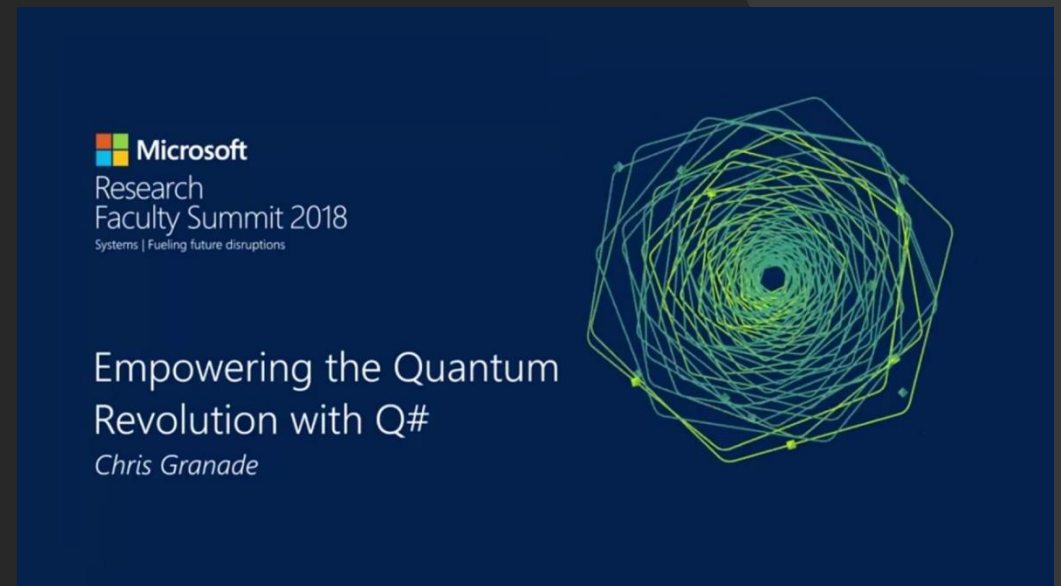 Microsoft
Research
Faculty Summit 2018
Systems | Fueling future disruptions
Empowering the Quantum
Revolution with Q#
Chris Granade